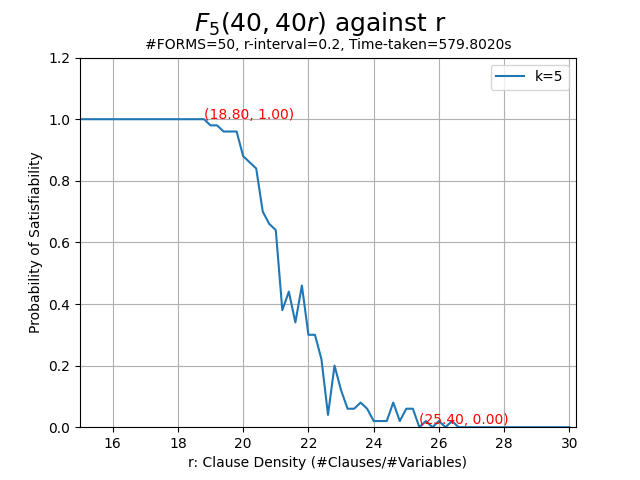 F₅(40, 40r) against r
#FORMS=50, r-interval=0.2, Time-taken=579.8020s
k=5
1.2
1.0
0.8
0.6
0.4
0.2
0.0
Probability of Satisfiability
(18.80, 1.00)
(25.40, 0.00)
16 18 20 22 24 26 28 30
r: Clause Density (#Clauses/#Variables)